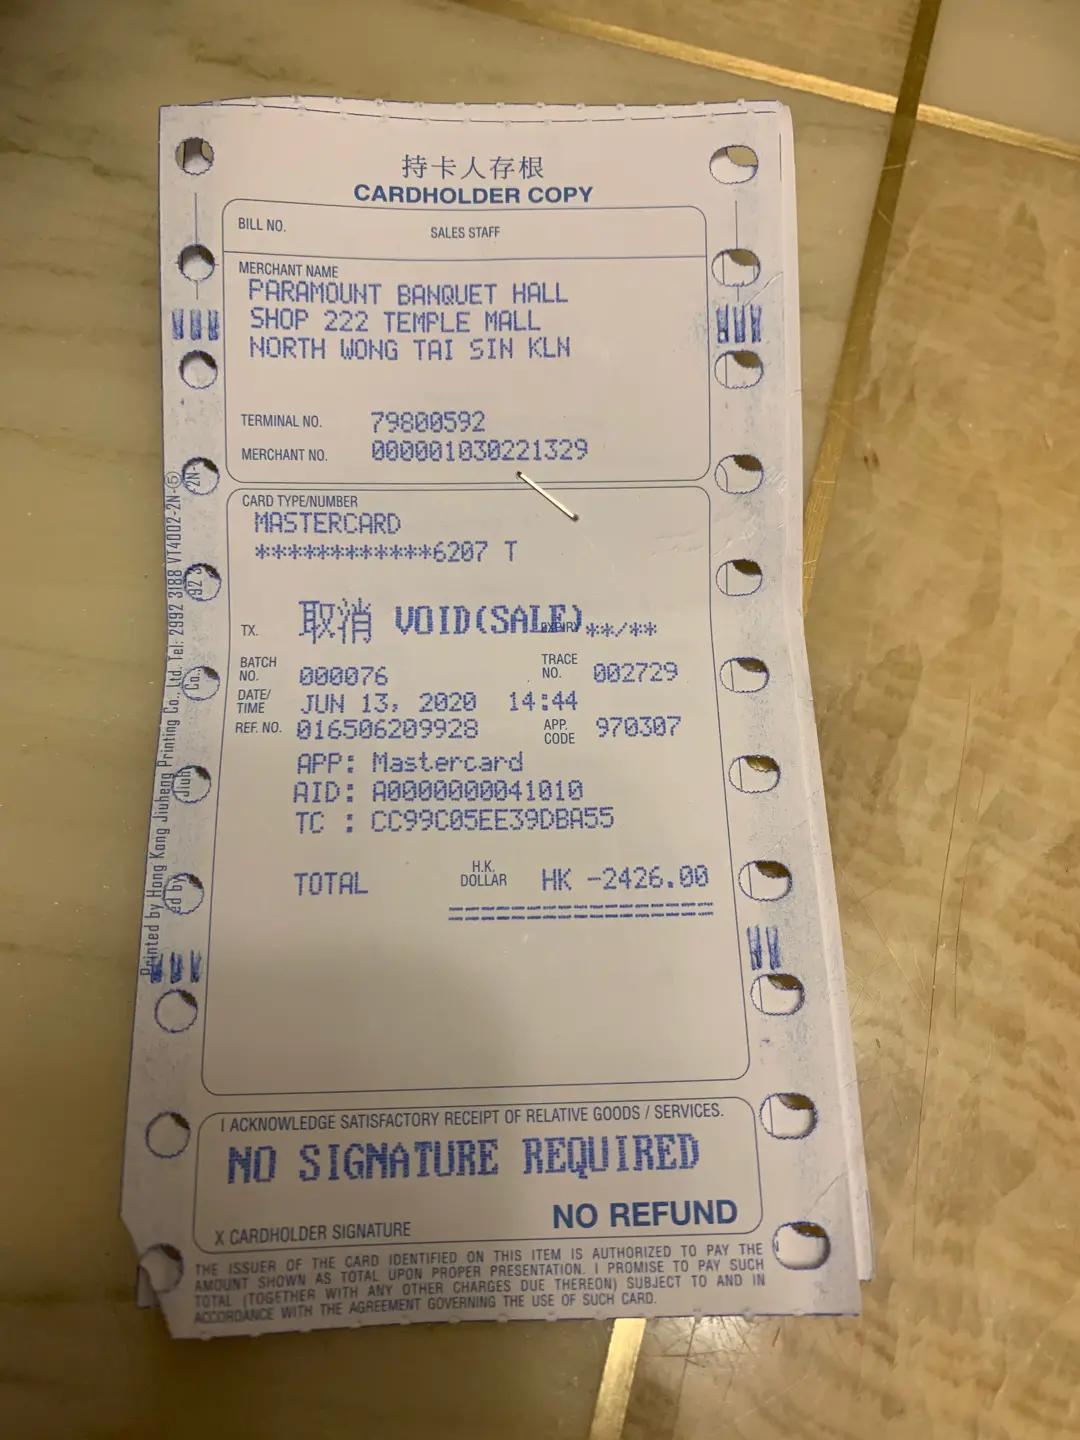 持卡人存根
CARDHOLDER COPY
BILL NO. SALES STAFF
MERCHANT NAME
PARAMOUNT BANQUET HALL
SHOP 222 TEMPLE MALL
NORTH WONG TAI SIN KLN
TERMINAL NO. 79800592
MERCHANT NO. 000001030221329
CARD TYPE/NUMBER
MASTERCARD
************6207 T
TX. 取消 VOID(SALE) EXPIRY **/**
BATCH NO. 000076 TRACE NO. 002729
DATE/TIME JUN 13, 2020 14:44
REF. NO. 016506209928 APP. CODE 970307
APP: Mastercard
AID: A0000000041010
TC : CC99C05EE39DBA55
TOTAL H.K. DOLLAR HK -2426.00
I ACKNOWLEDGE SATISFACTORY RECEIPT OF RELATIVE GOODS / SERVICES.
NO SIGNATURE REQUIRED
NO REFUND
X CARDHOLDER SIGNATURE
THE ISSUER OF THE CARD IDENTIFIED ON THIS ITEM IS AUTHORIZED TO PAY THE
AMOUNT SHOWN AS TOTAL UPON PROPER PRESENTATION. I PROMISE TO PAY SUCH
TOTAL (TOGETHER WITH ANY OTHER CHARGES DUE THEREON) SUBJECT TO AND IN
ACCORDANCE WITH THE AGREEMENT GOVERNING THE USE OF SUCH CARD.
Printed by Hong Kong Jiuheng Printing Co., Ltd. Tel: 2992 3188 VT4002-2N-⑤